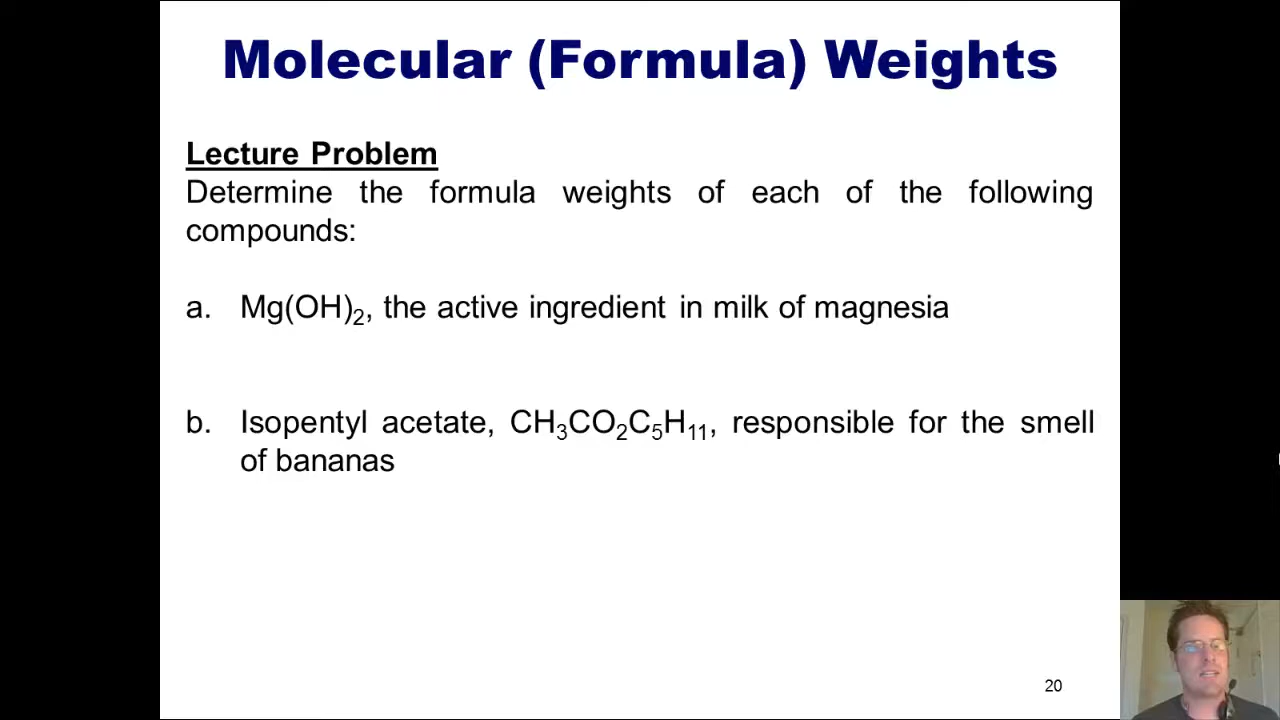 Molecular (Formula) Weights
Lecture Problem
Determine the formula weights of each of the following
compounds:
a. Mg(OH)₂, the active ingredient in milk of magnesia
b. Isopentyl acetate, CH₃CO₂C₅H₁₁, responsible for the smell
of bananas
20